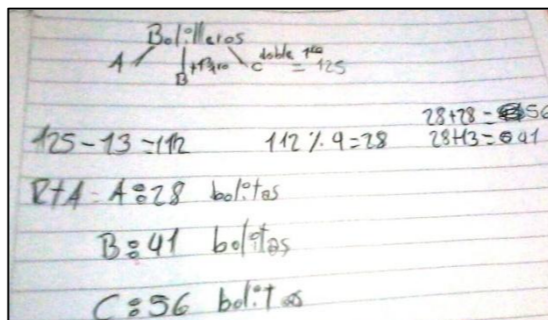 Bolilleros
A B +13 1ro C doble 1ro = 125
28+28=56
125-13=112 112%4=28 28+13=41
RTA: A:28 bolitas
B:41 bolitas
C:56 bolitas